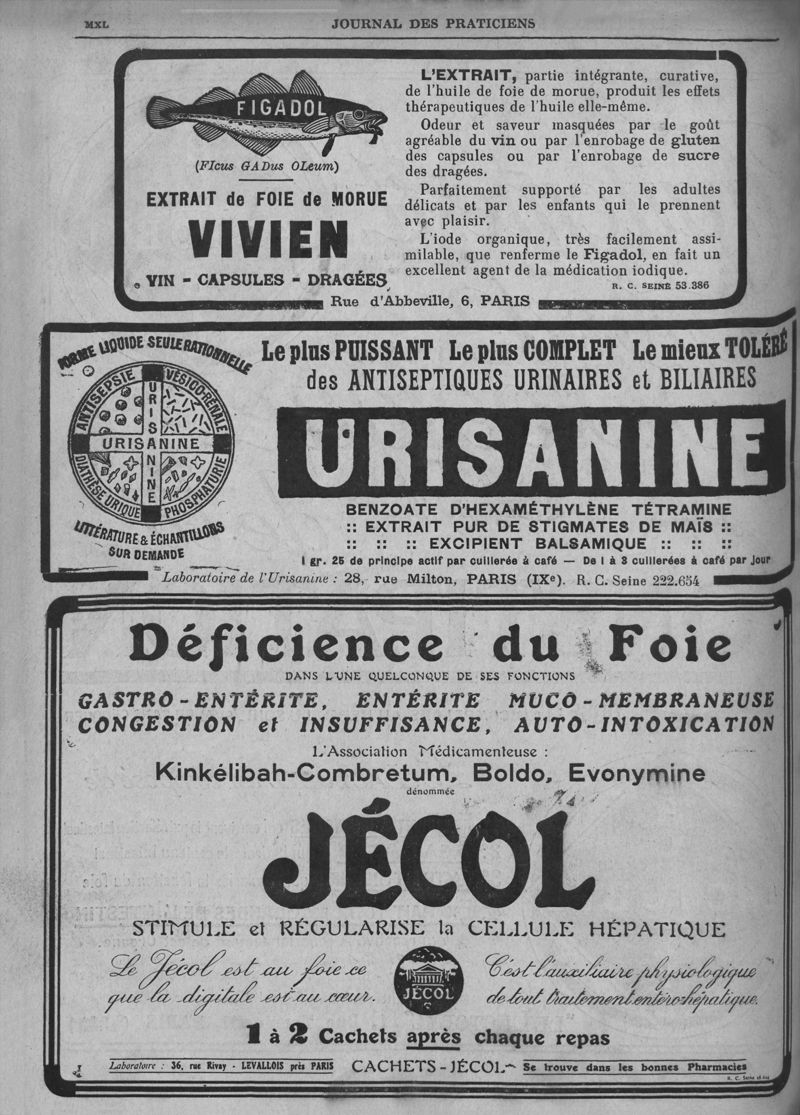 MXL
JOURNAL DES PRATICIENS
FIGADOL
(FIcus GADus OLeum)
EXTRAIT de FOIE de MORUE
VIVIEN
VIN - CAPSULES - DRAGÉES
L'EXTRAIT, partie intégrante, curative,
de l'huile de foie de morue, produit les effets
thérapeutiques de l'huile elle-même.
Odeur et saveur masquées par le goût
agréable du vin ou par l'enrobage de gluten
des capsules ou par l'enrobage de sucre
des dragées.
Parfaitement supporté par les adultes
délicats et par les enfants qui le prennent
avec plaisir.
L'iode organique, très facilement assi-
milable, que renferme le Figadol, en fait un
excellent agent de la médication iodique.
R. C. SEINE 53.386
Rue d'Abbeville, 6, PARIS
FORME LIQUIDE SEULE RATIONNELLE
ANTISEPSIE
VÉSICO-RÉNALE
URISANINE
URISANINE
DIATHÈSE URIQUE
PHOSPHATURIE
LITTÉRATURE & ÉCHANTILLONS
SUR DEMANDE
Le plus PUISSANT Le plus COMPLET Le mieux TOLÉRÉ
des ANTISEPTIQUES URINAIRES et BILIAIRES
URISANINE
BENZOATE D'HEXAMÉTHYLÈNE TÉTRAMINE
:: EXTRAIT PUR DE STIGMATES DE MAÏS ::
:: :: :: EXCIPIENT BALSAMIQUE :: :: ::
1 gr. 25 de principe actif par cuillerée à café — De 1 à 3 cuillerées à café par jour
Laboratoire de l'Urisanine : 28, rue Milton, PARIS (IXe). R. C. Seine 222.654
Déficience du Foie
DANS L'UNE QUELCONQUE DE SES FONCTIONS
GASTRO-ENTÉRITE, ENTÉRITE MUCO-MEMBRANEUSE
CONGESTION et INSUFFISANCE, AUTO-INTOXICATION
L'Association Médicamenteuse :
Kinkélibah-Combretum, Boldo, Evonymine
dénommée
JÉCOL
STIMULE et RÉGULARISE la CELLULE HÉPATIQUE
Le Jécol est au foie ce
que la digitale est au cœur.
JÉCOL
C'est l'auxiliaire physiologique
de tout traitement entéro-hépatique.
1 à 2 Cachets après chaque repas
Laboratoire : 36, rue Rivay - LEVALLOIS près PARIS
CACHETS-JÉCOL
Se trouve dans les bonnes Pharmacies